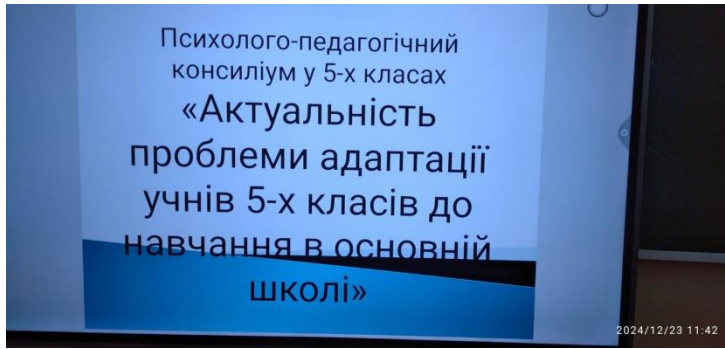 Психолого-педагогічний
консиліум у 5-х класах
«Актуальність
проблеми адаптації
учнів 5-х класів до
навчання в основній
школі»
2024/12/23 11:42